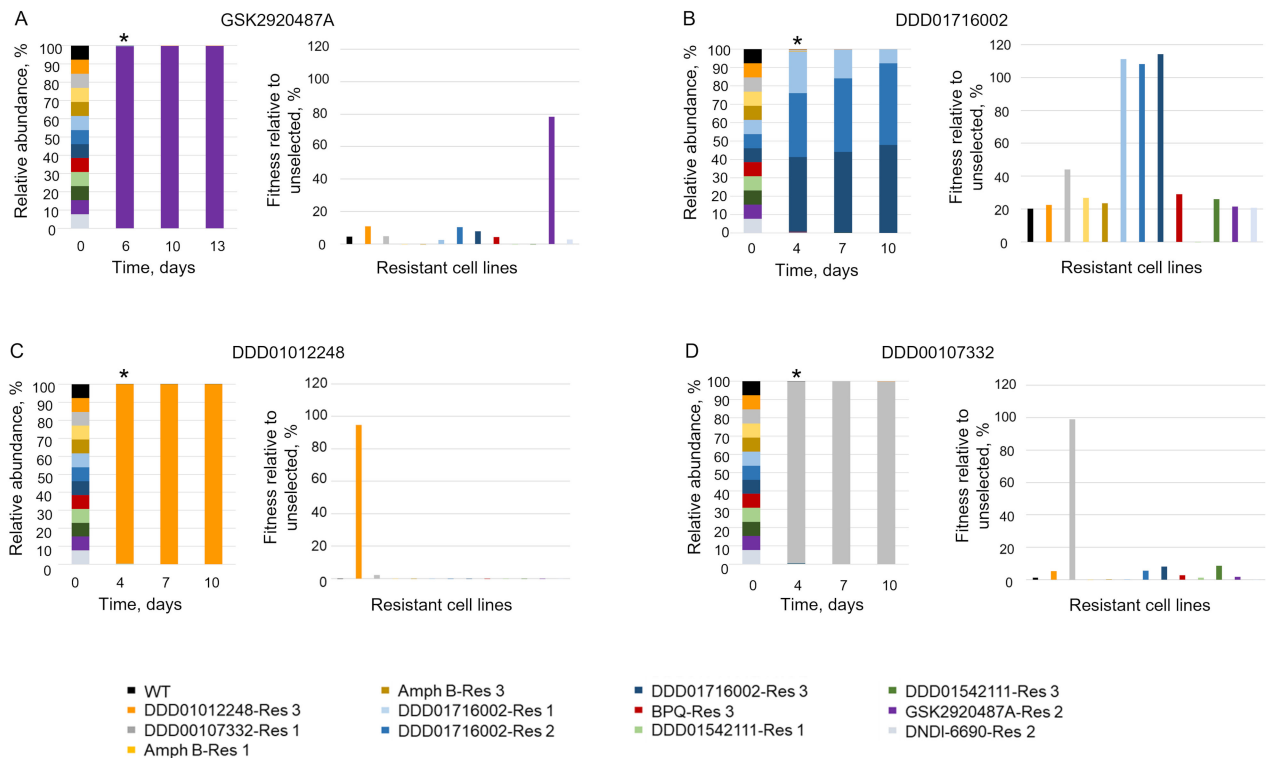 A
GSK2920487A
Relative abundance, %
100
90
80
70
60
50
40
30
20
10
0
*
0 6 10 13
Time, days
Fitness relative to
unselected, %
120
100
80
60
40
20
0
Resistant cell lines
B
DDD01716002
Relative abundance, %
100
90
80
70
60
50
40
30
20
10
0
*
0 4 7 10
Time, days
Fitness relative to
unselected, %
120
100
80
60
40
20
0
Resistant cell lines
C
DDD01012248
Relative abundance, %
100
90
80
70
60
50
40
30
20
10
0
*
0 4 7 10
Time, days
Fitness relative to
unselected, %
120
100
80
60
40
20
0
Resistant cell lines
D
DDD00107332
Relative abundance, %
100
90
80
70
60
50
40
30
20
10
0
*
0 4 7 10
Time, days
Fitness relative to
unselected, %
120
100
80
60
40
20
0
Resistant cell lines
WT
DDD01012248-Res 3
DDD00107332-Res 1
Amph B-Res 1
Amph B-Res 3
DDD01716002-Res 1
DDD01716002-Res 2
DDD01716002-Res 3
BPQ-Res 3
DDD01542111-Res 1
DDD01542111-Res 3
GSK2920487A-Res 2
DNDI-6690-Res 2